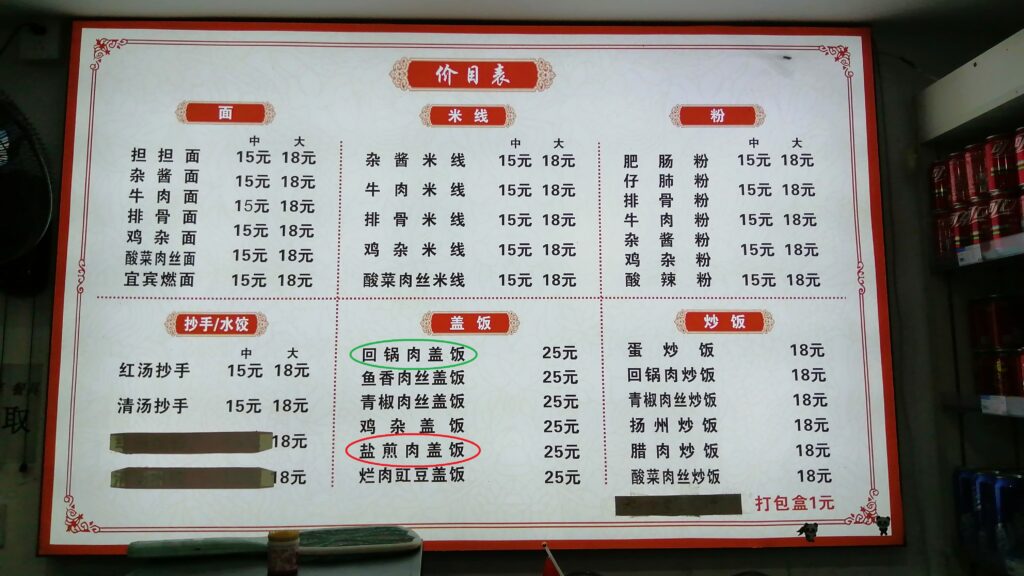 价目表
面
中 大
担担面 15元 18元
杂酱面 15元 18元
牛肉面 15元 18元
排骨面 15元 18元
鸡杂面
酸菜肉丝面 15元 18元
宜宾燃面 15元 18元
米线
中 大
杂酱米线 15元 18元
牛肉米线 15元 18元
排骨米线 15元 18元
鸡杂米线 15元 18元
酸菜肉丝米线 15元 18元
粉
中 大
肥肠粉 15元 18元
仔肺粉 15元 18元
排骨粉
牛肉粉 15元 18元
杂酱粉 15元 18元
鸡杂粉
酸辣粉 15元 18元
抄手/水饺
中 大
红汤抄手 15元 18元
清汤抄手 15元 18元
18元
18元
盖饭
回锅肉盖饭 25元
鱼香肉丝盖饭 25元
青椒肉丝盖饭 25元
鸡杂盖饭 25元
盐煎肉盖饭 25元
烂肉豇豆盖饭 25元
炒饭
蛋炒饭 18元
回锅肉炒饭 18元
青椒肉丝炒饭 18元
扬州炒饭 18元
腊肉炒饭 18元
酸菜肉丝炒饭 18元
打包盒1元
取